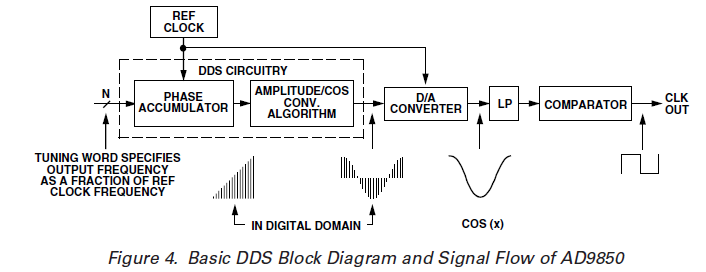 REF
CLOCK
DDS CIRCUITRY
N
PHASE
ACCUMULATOR
AMPLITUDE/COS
CONV.
ALGORITHM
D/A
CONVERTER
LP
COMPARATOR
CLK
OUT
TUNING WORD SPECIFIES
OUTPUT FREQUENCY
AS A FRACTION OF REF
CLOCK FREQUENCY
IN DIGITAL DOMAIN
COS (x)
Figure 4. Basic DDS Block Diagram and Signal Flow of AD9850